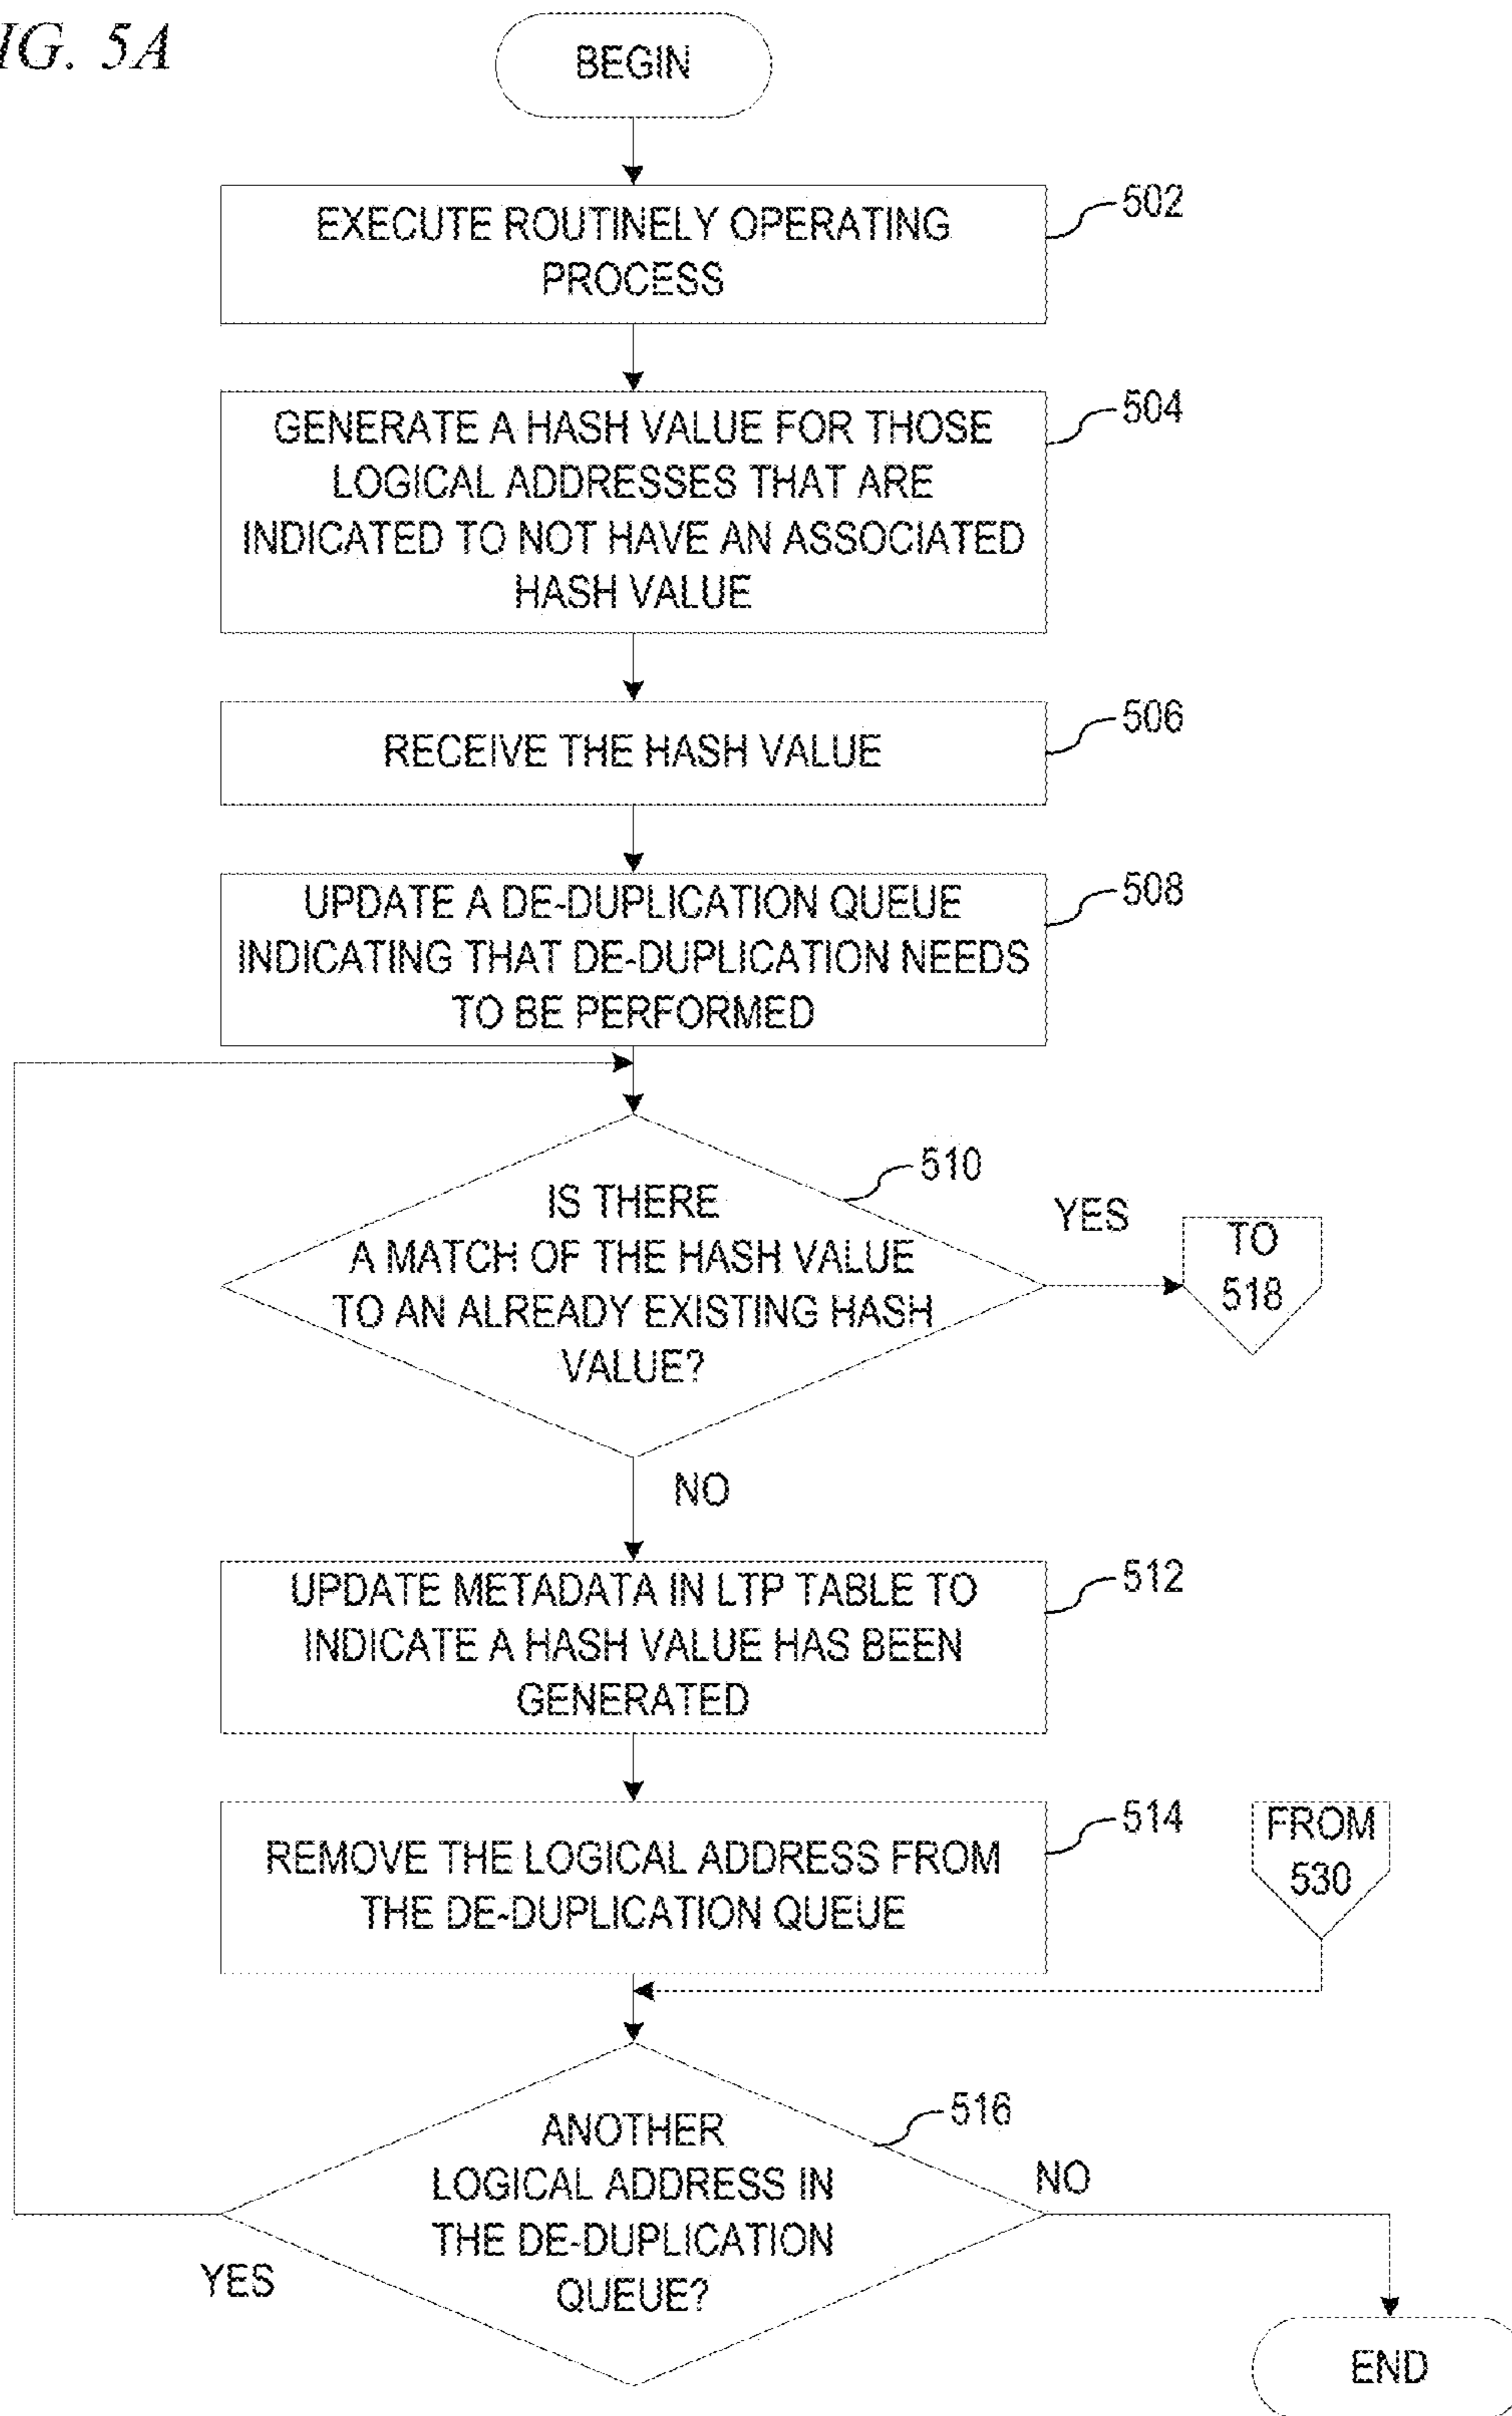 IG. 5A
BEGIN
EXECUTE ROUTINELY OPERATING
PROCESS
502
GENERATE A HASH VALUE FOR THOSE
LOGICAL ADDRESSES THAT ARE
INDICATED TO NOT HAVE AN ASSOCIATED
HASH VALUE
504
RECEIVE THE HASH VALUE
506
UPDATE A DE-DUPLICATION QUEUE
INDICATING THAT DE-DUPLICATION NEEDS
TO BE PERFORMED
508
IS THERE
A MATCH OF THE HASH VALUE
TO AN ALREADY EXISTING HASH
VALUE?
510
YES
TO
518
NO
UPDATE METADATA IN LTP TABLE TO
INDICATE A HASH VALUE HAS BEEN
GENERATED
512
REMOVE THE LOGICAL ADDRESS FROM
THE DE-DUPLICATION QUEUE
514
FROM
530
ANOTHER
LOGICAL ADDRESS IN
THE DE-DUPLICATION
QUEUE?
516
NO
YES
END